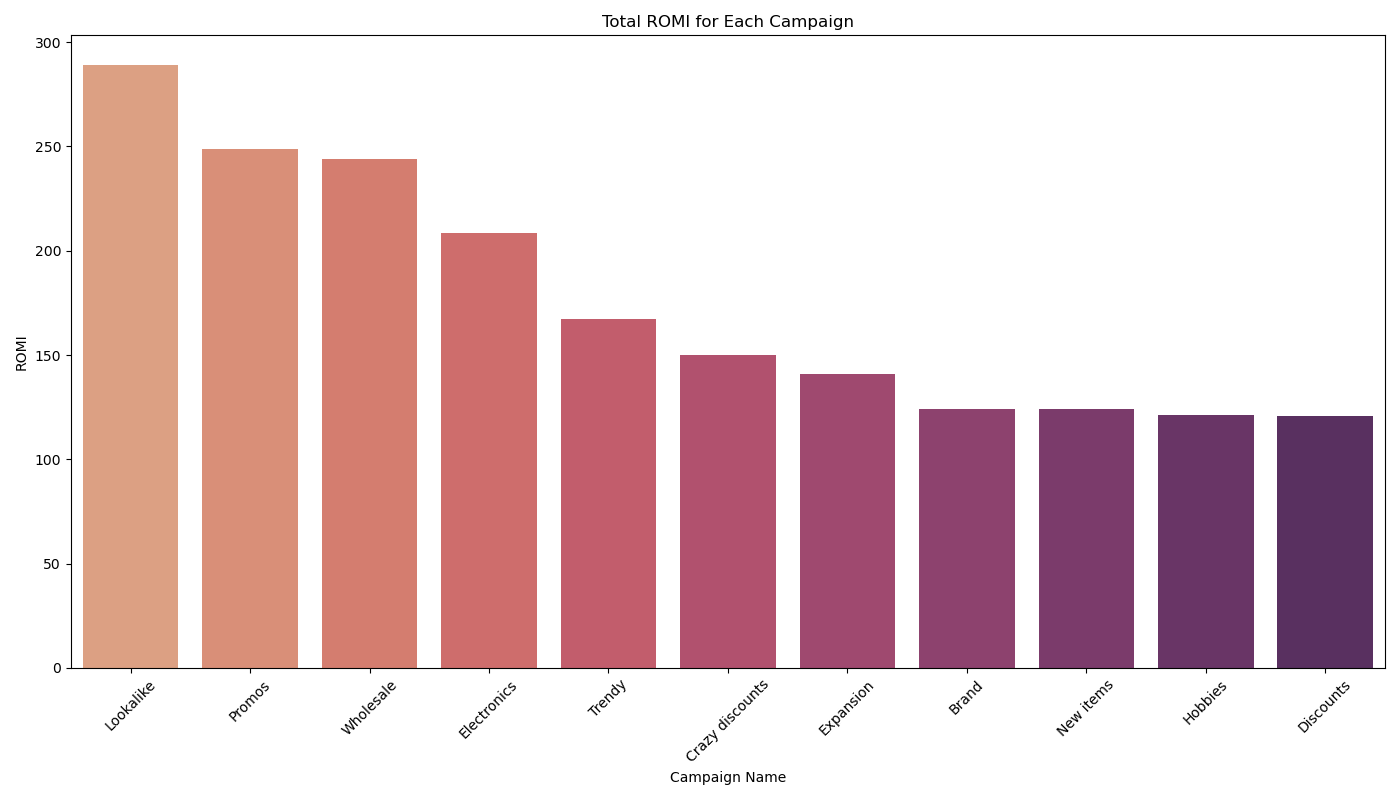 Total ROMI for Each Campaign
300
250
200
150
100
50
0
ROMI
Lookalike
Promos
Wholesale
Electronics
Trendy
Crazy discounts
Expansion
Brand
New items
Hobbies
Discounts
Campaign Name